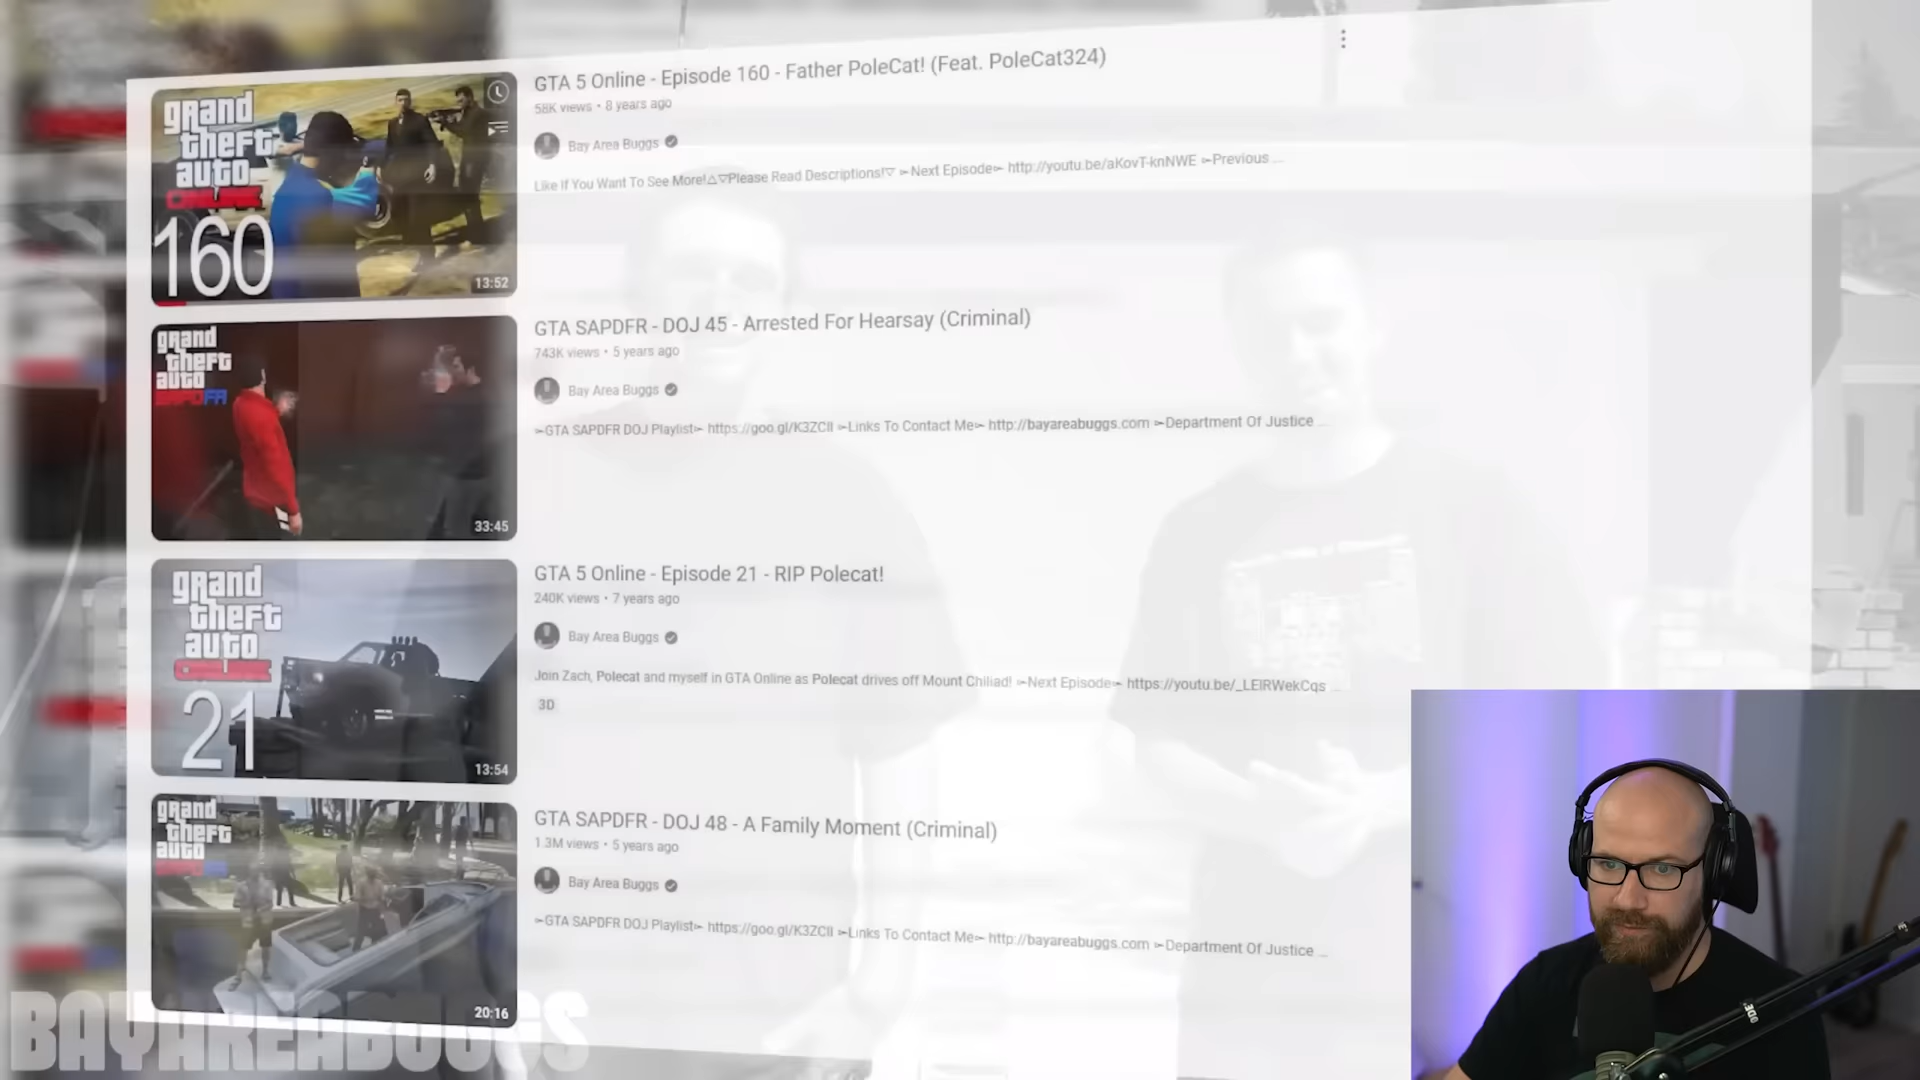 grand
theft
auto
ONLINE
160
13:52
GTA 5 Online - Episode 160 - Father PoleCat! (Feat. PoleCat324)
58K views • 8 years ago
Bay Area Buggs
Like If You Want To See More!△▽Please Read Descriptions!▽ ➣Next Episode➣ http://youtu.be/aKovT-knNWE ➣Previous ...
grand
theft
auto
33:45
GTA SAPDFR - DOJ 45 - Arrested For Hearsay (Criminal)
743K views • 5 years ago
Bay Area Buggs
➣GTA SAPDFR DOJ Playlist➣ https://goo.gl/K3ZCII ➣Links To Contact Me➣ http://bayareabuggs.com ➣Department Of Justice ...
grand
theft
auto
ONLINE
21
13:54
GTA 5 Online - Episode 21 - RIP Polecat!
240K views • 7 years ago
Bay Area Buggs
Join Zach, Polecat and myself in GTA Online as Polecat drives off Mount Chiliad! ➣Next Episode➣ https://youtu.be/_LEIRWekCqs ...
3D
grand
theft
auto
20:16
GTA SAPDFR - DOJ 48 - A Family Moment (Criminal)
1.3M views • 5 years ago
Bay Area Buggs
➣GTA SAPDFR DOJ Playlist➣ https://goo.gl/K3ZCII ➣Links To Contact Me➣ http://bayareabuggs.com ➣Department Of Justice ...
BAYAREABUGGS